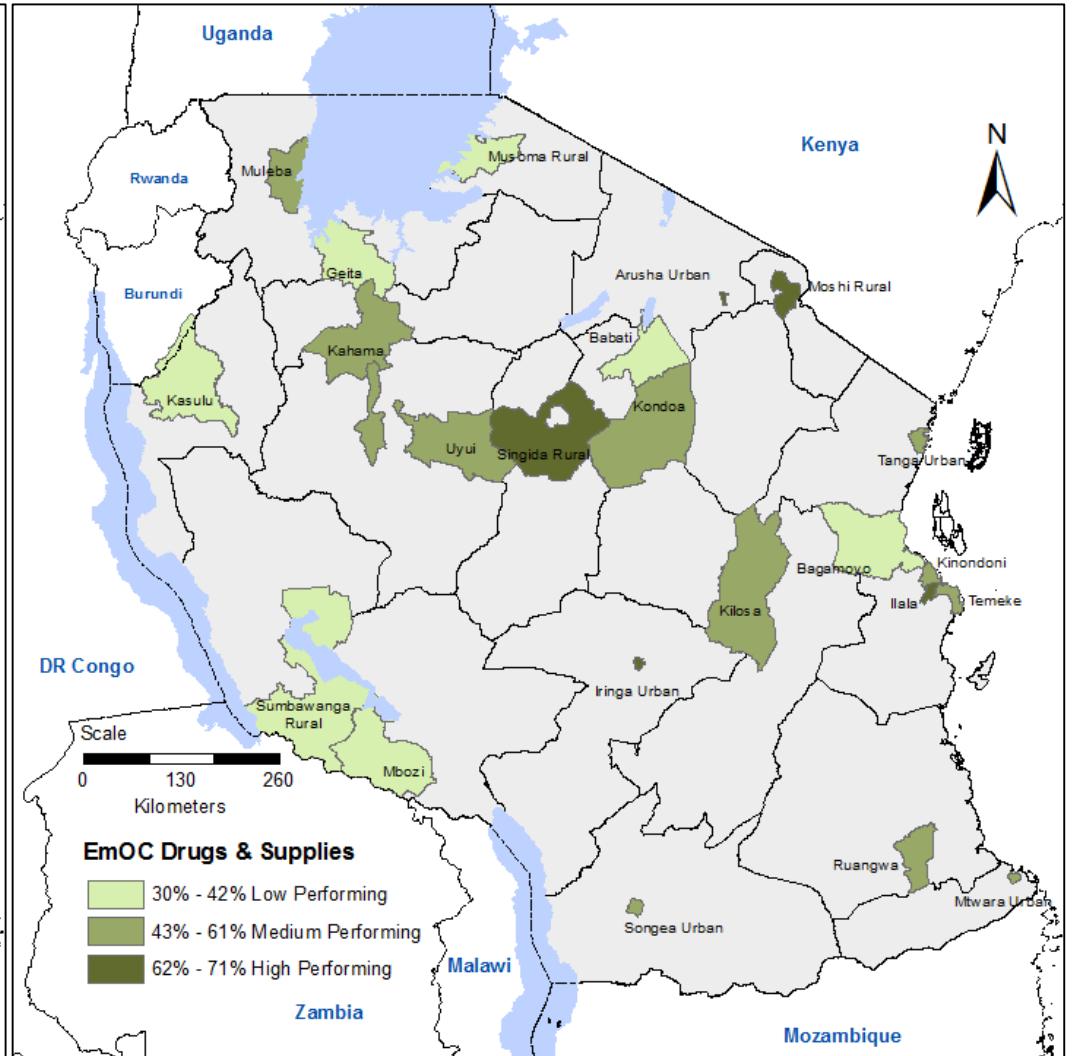 Uganda
Kenya
N
Rwanda
Muleba
Musoma Rural
Burundi
Geita
Arusha Urban
Moshi Rural
Babati
Kahama
Kasulu
Kondoa
Uyui
Singida Rural
Tanga Urban
Bagamoyo
Kinondoni
Ilala
Temeke
Kilosa
DR Congo
Iringa Urban
Sumbawanga
Rural
Mbozi
Scale
0 130 260
Kilometers
EmOC Drugs & Supplies
30% - 42% Low Performing
43% - 61% Medium Performing
62% - 71% High Performing
Ruangwa
Mtwara Urban
Songea Urban
Malawi
Zambia
Mozambique